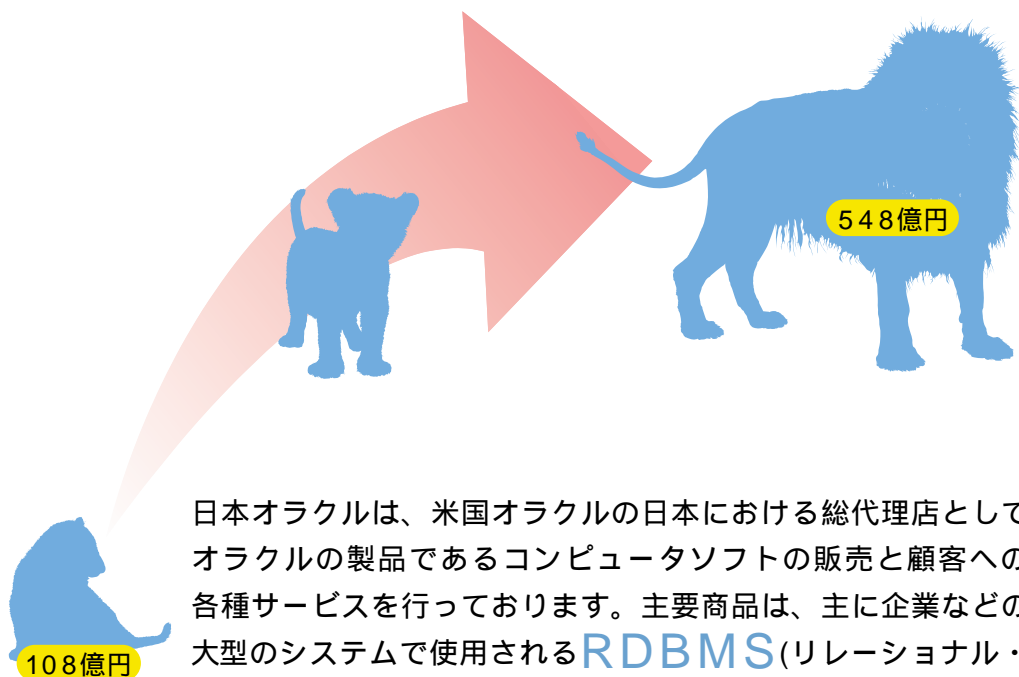 548億円
日本オラクルは、米国オラクルの日本における総代理店として
オラクルの製品であるコンピュータソフトの販売と顧客への
各種サービスを行っております。主要商品は、主に企業などの
大型のシステムで使用されるRDBMS(リレーショナル・
108億円